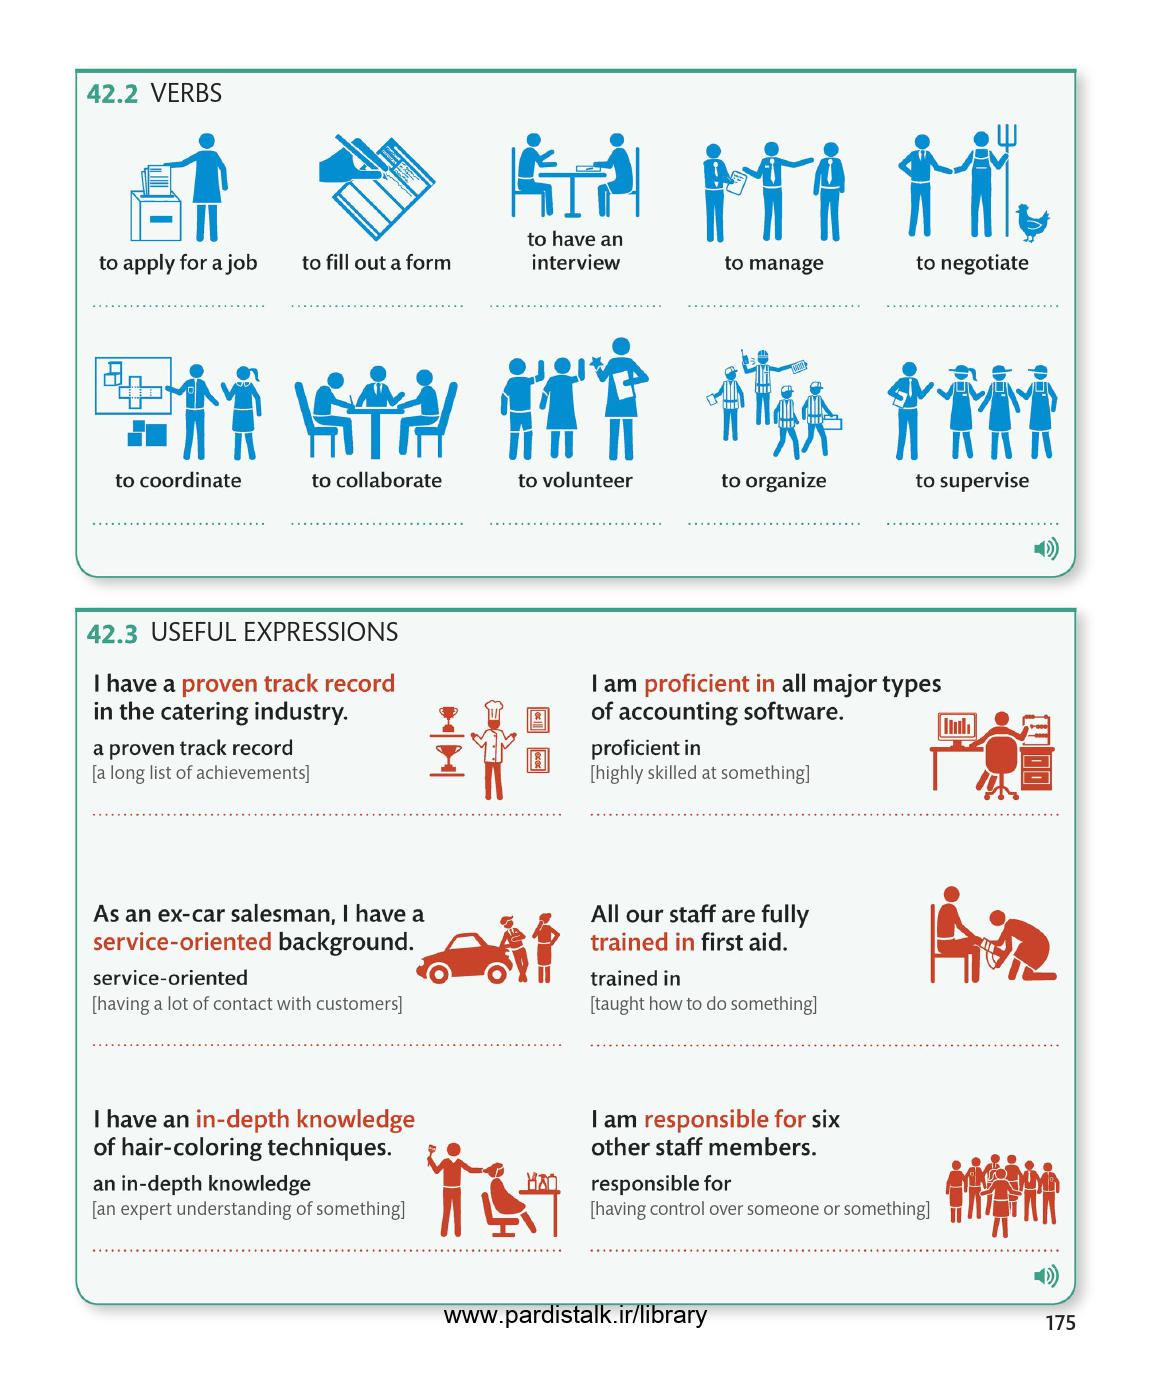 42.2 VERBS
to apply for a job
to fill out a form
to have an
interview
to manage
to negotiate
to coordinate
to collaborate
to volunteer
to organize
to supervise
42.3 USEFUL EXPRESSIONS
I have a proven track record
in the catering industry.
a proven track record
[a long list of achievements]
I am proficient in all major types
of accounting software.
proficient in
[highly skilled at something]
As an ex-car salesman, I have a
service-oriented background.
service-oriented
[having a lot of contact with customers]
All our staff are fully
trained in first aid.
trained in
[taught how to do something]
I have an in-depth knowledge
of hair-coloring techniques.
an in-depth knowledge
[an expert understanding of something]
I am responsible for six
other staff members.
responsible for
[having control over someone or something]
www.pardistalk.ir/library
175